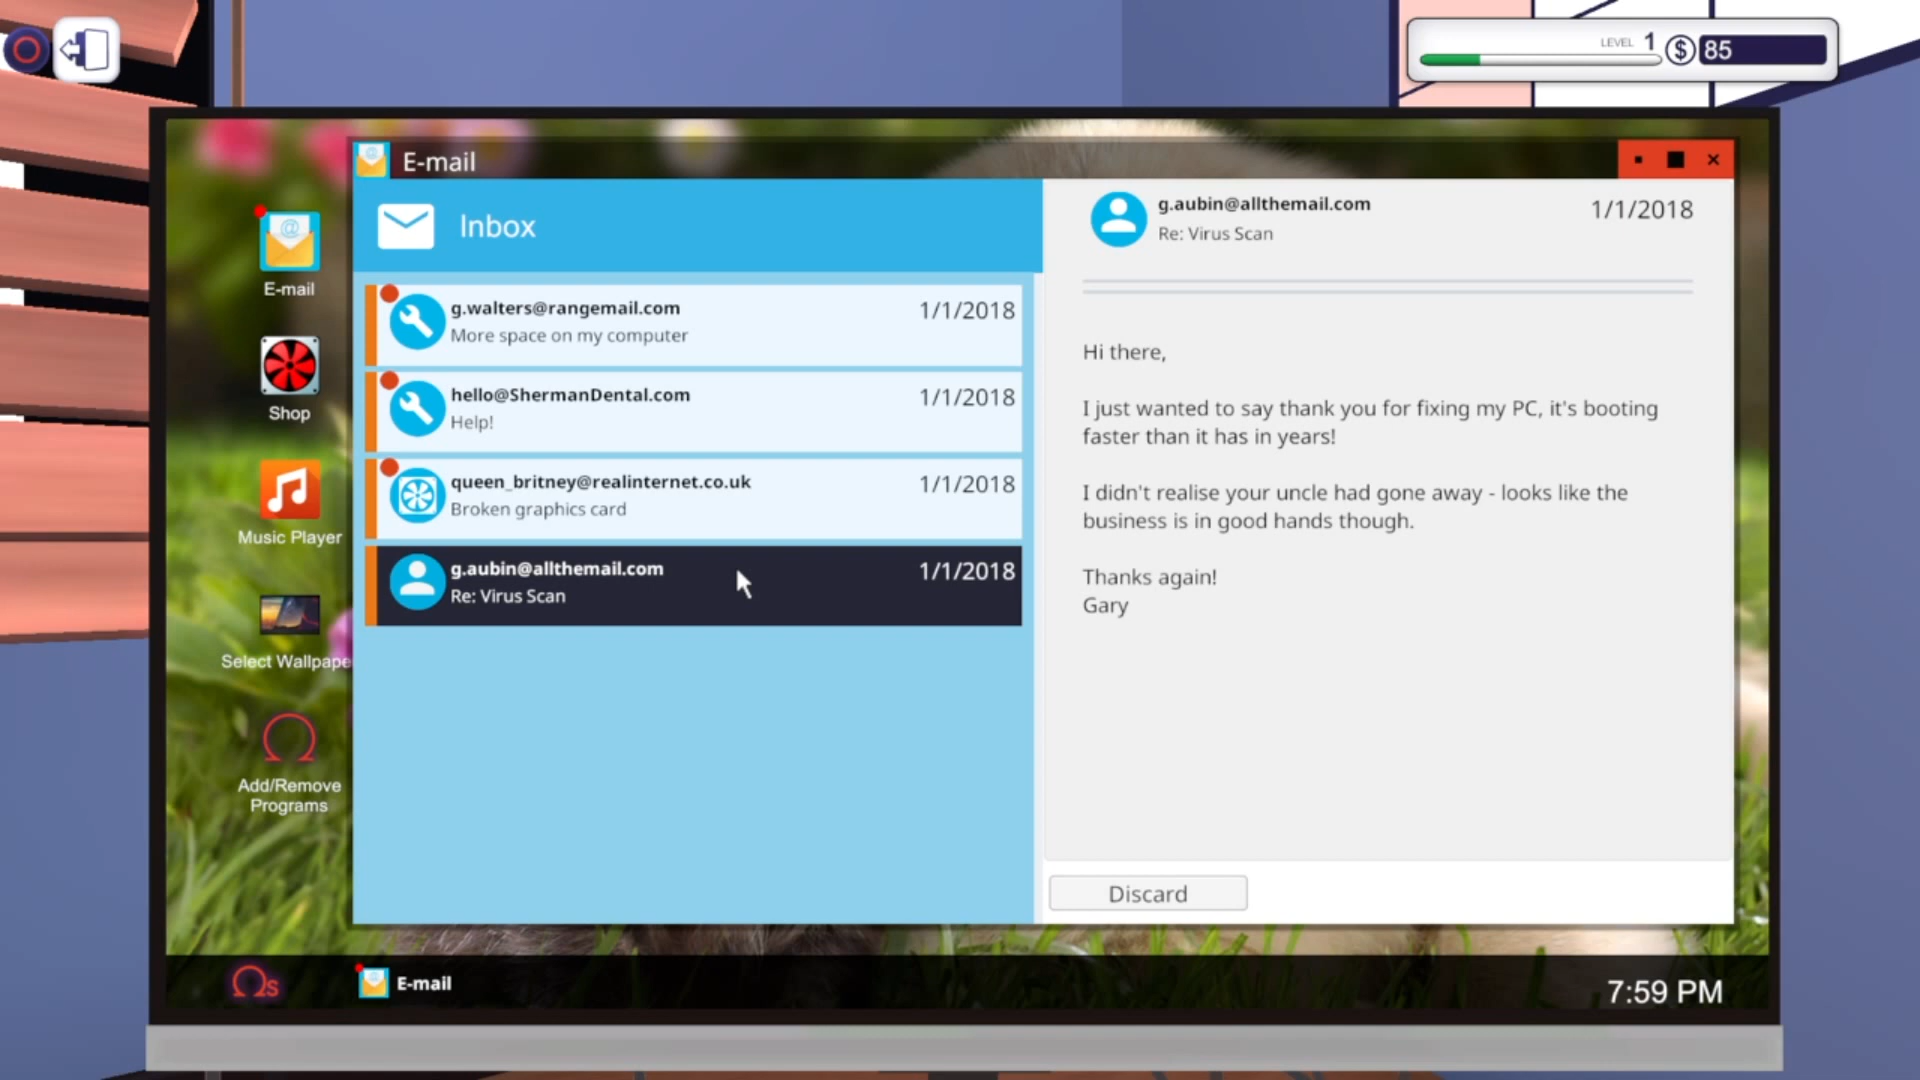 LEVEL 1 $ 85
E-mail
Inbox
g.walters@rangemail.com 1/1/2018
More space on my computer
hello@ShermanDental.com 1/1/2018
Help!
queen_britney@realinternet.co.uk 1/1/2018
Broken graphics card
g.aubin@allthemail.com 1/1/2018
Re: Virus Scan
g.aubin@allthemail.com 1/1/2018
Re: Virus Scan
Hi there,
I just wanted to say thank you for fixing my PC, it's booting
faster than it has in years!
I didn't realise your uncle had gone away - looks like the
business is in good hands though.
Thanks again!
Gary
Discard
E-mail
Shop
Music Player
Select Wallpape
Add/Remove
Programs
Ωs
E-mail
7:59 PM